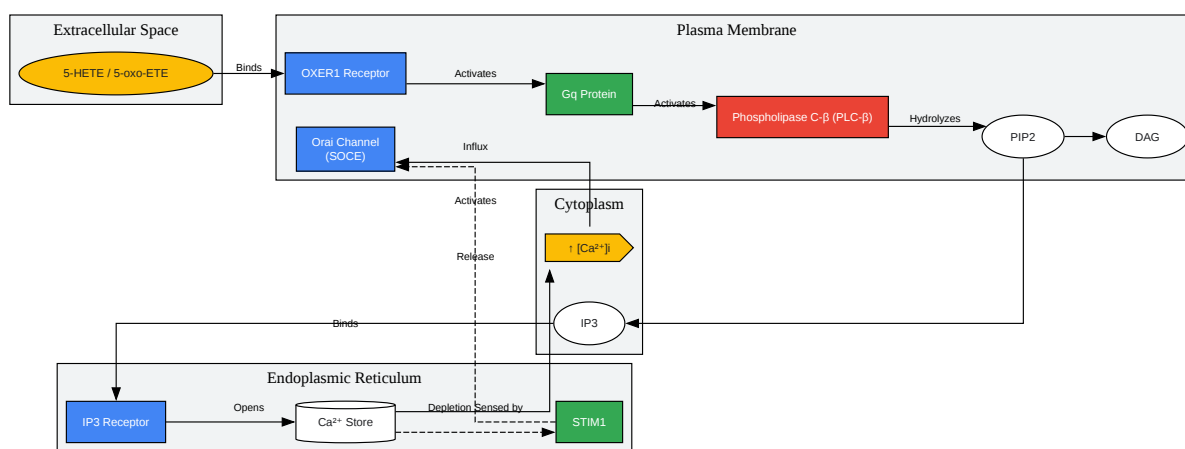 Extracellular Space
Plasma Membrane
5-HETE / 5-oxo-ETE
Binds
OXER1 Receptor
Activates
Gq Protein
Activates
Phospholipase C-β (PLC-β)
Hydrolyzes
PIP2
DAG
Orai Channel
(SOCE)
Influx
Activates
Cytoplasm
↑ [Ca²⁺]i
Release
Binds
IP3
Endoplasmic Reticulum
IP3 Receptor
Opens
Ca²⁺ Store
Depletion Sensed by
STIM1